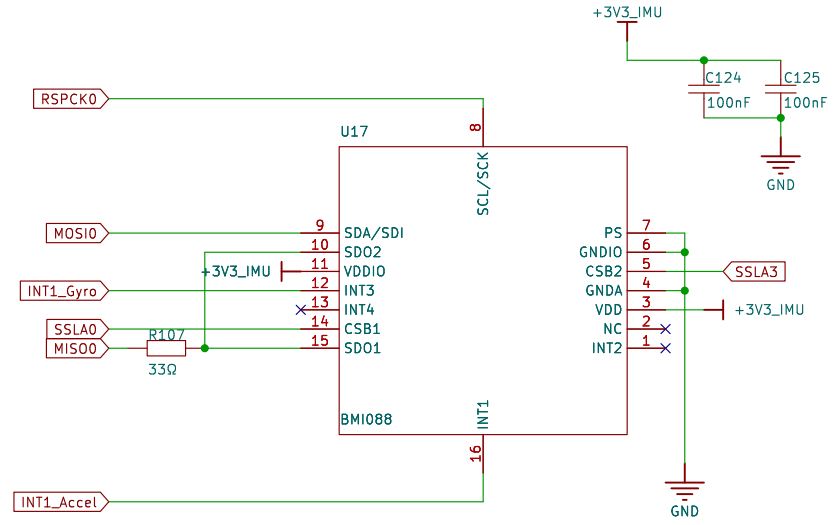 +3V3_IMU
C124
C125
100nF
100nF
RSPCK0
8
U17
SCL/SCK
GND
MOSI0
9
SDA/SDI
PS
7
10
SDO2
GNDIO
6
+3V3_IMU
11
VDDIO
CSB2
5
SSLA3
INT1_Gyro
12
INT3
GNDA
4
13
INT4
VDD
3
+3V3_IMU
SSLA0
14
CSB1
NC
2
R107
MISO0
15
SDO1
INT2
1
33Ω
BMI088
INT1
16
INT1_Accel
GND